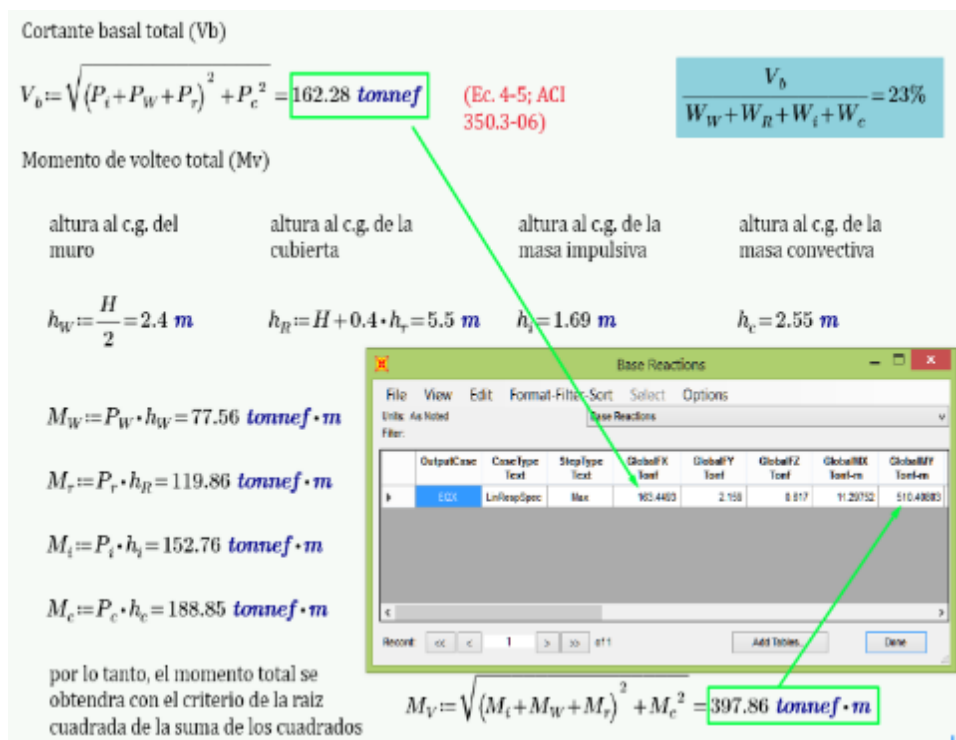 Cortante basal total (Vb)
V_b:=√((P_i+P_W+P_r)^2+P_c^2)=162.28 tonnef
(Ec. 4-5; ACI
350.3-06)
V_b/(W_W+W_R+W_i+W_c)=23%
Momento de volteo total (Mv)
altura al c.g. del
muro
altura al c.g. de la
cubierta
altura al c.g. de la
masa impulsiva
altura al c.g. de la
masa convectiva
h_W:=H/2=2.4 m
h_R:=H+0.4·h_r=5.5 m
h_i=1.69 m
h_c=2.55 m
Base Reactions
File View Edit Format-Filter-Sort Select Options
Units: As Noted
Base Reactions
Filter:
OutputCase CaseType Text StepType Text GlobalFX Tonf GlobalFY Tonf GlobalFZ Tonf GlobalMX Tonf-m GlobalMY Tonf-m
EQX LinRespSpec Max 163.4493 2.158 0.017 11.29752
M_W:=P_W·h_W=77.56 tonnef·m
M_r:=P_r·h_R=119.86 tonnef·m
M_i:=P_i·h_i=152.76 tonnef·m
M_c:=P_c·h_c=188.85 tonnef·m
Record: << < 1 > >> of 1 Add Tables... Done
por lo tanto, el momento total se
obtendra con el criterio de la raiz
cuadrada de la suma de los cuadrados
M_V:=√((M_i+M_W+M_r)^2+M_c^2)=397.86 tonnef·m